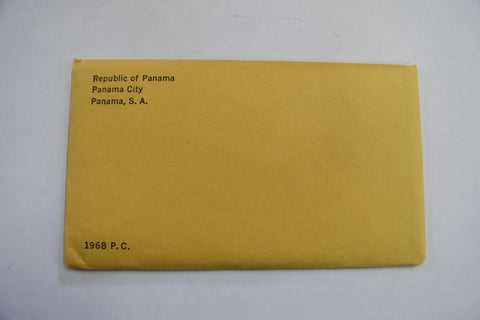 Republic of Panama
Panama City
Panama, S. A.
1968 P. C.